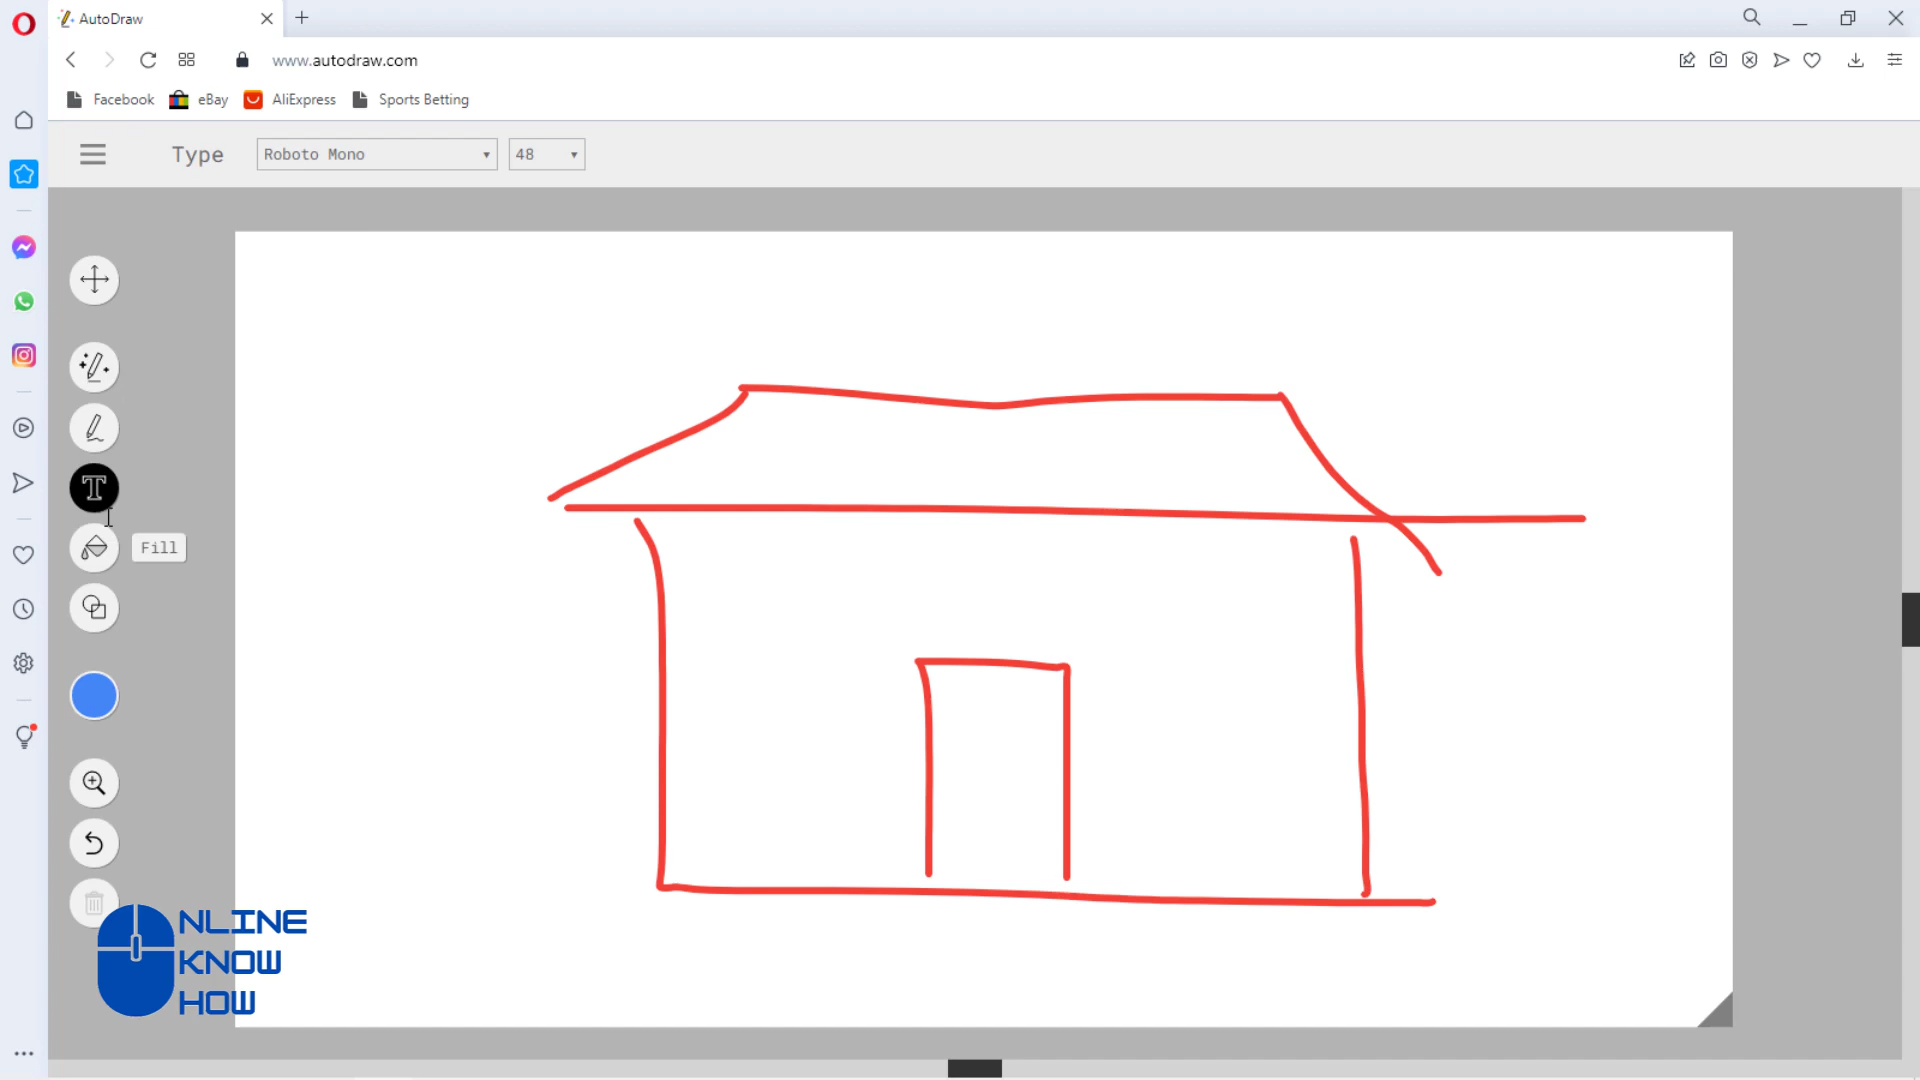 AutoDraw
www.autodraw.com
Facebook eBay AliExpress Sports Betting
Type Roboto Mono 48
T
Fill
NLINE
KNOW
HOW